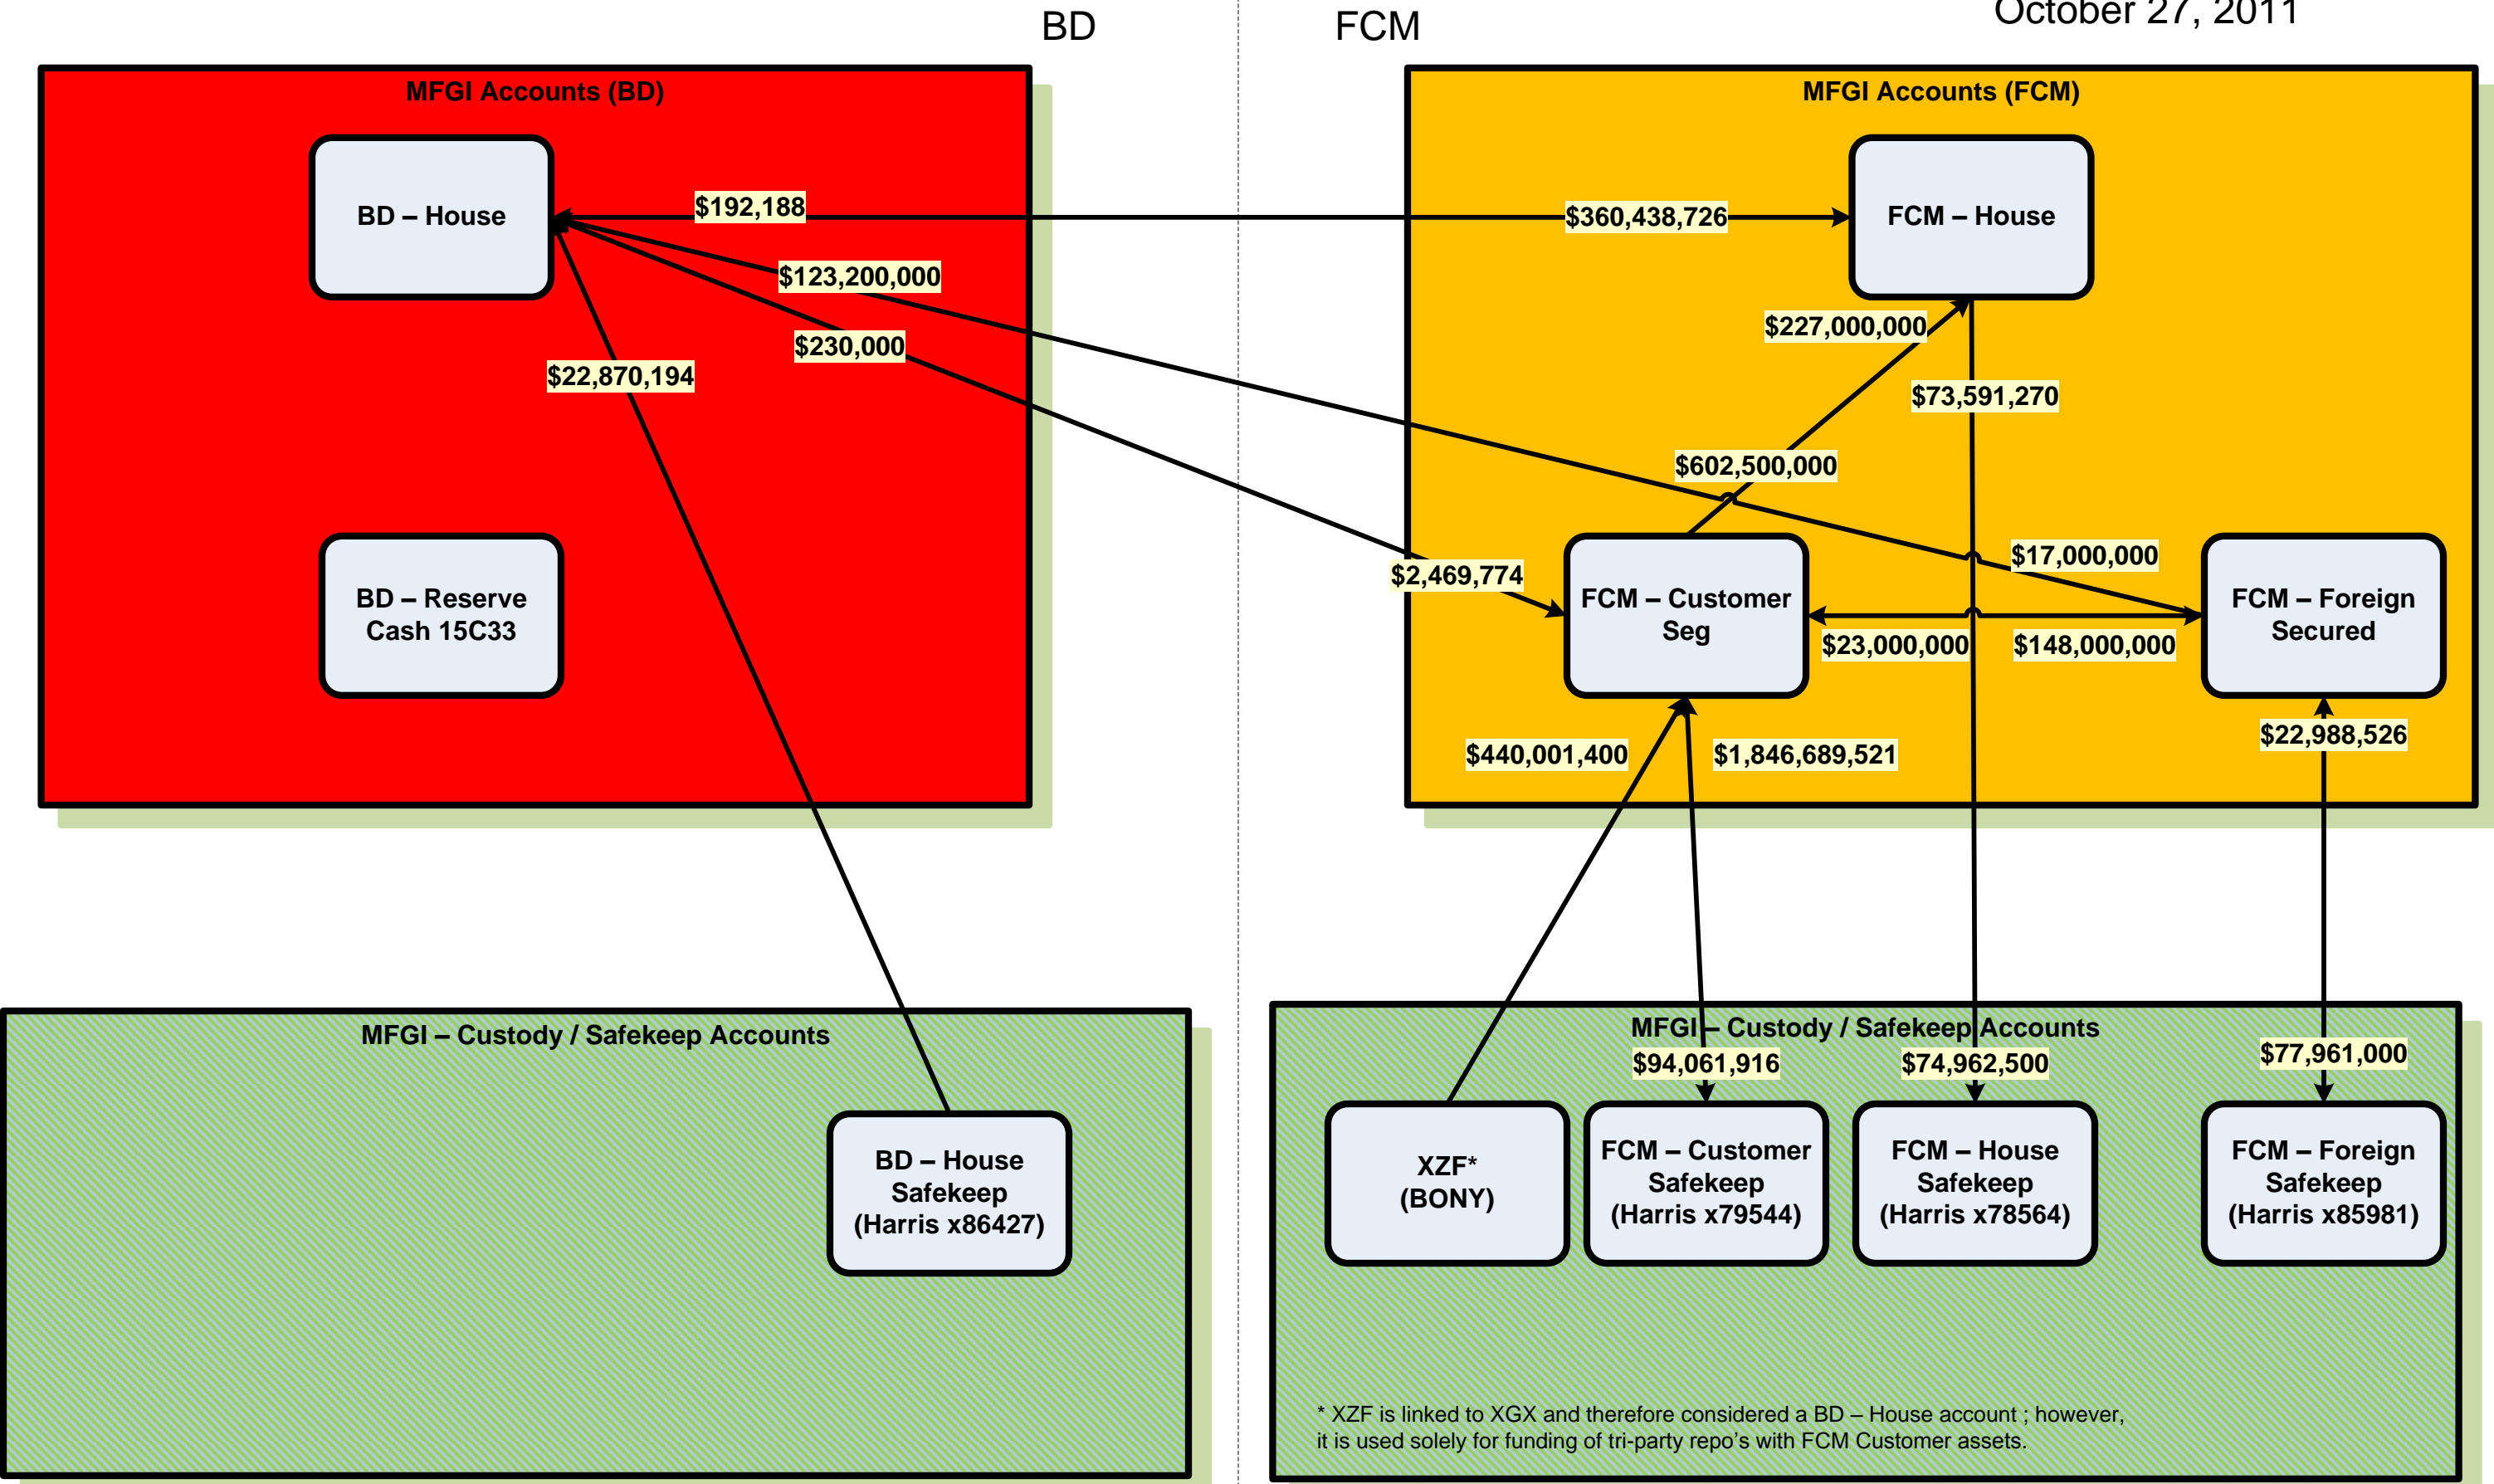 BD
FCM
October 27, 2011
MFGI Accounts (BD)
MFGI Accounts (FCM)
BD – House
$192,188
$360,438,726
FCM – House
$123,200,000
$227,000,000
$230,000
$22,870,194
$73,591,270
$602,500,000
$17,000,000
$2,469,774
BD – Reserve
Cash 15C33
FCM – Customer
Seg
FCM – Foreign
Secured
$23,000,000
$148,000,000
$22,988,526
$440,001,400
$1,846,689,521
MFGI – Custody / Safekeep Accounts
MFGI – Custody / Safekeep Accounts
$94,061,916
$74,962,500
$77,961,000
BD – House
Safekeep
(Harris x86427)
XZF*
(BONY)
FCM – Customer
Safekeep
(Harris x79544)
FCM – House
Safekeep
(Harris x78564)
FCM – Foreign
Safekeep
(Harris x85981)
* XZF is linked to XGX and therefore considered a BD – House account ; however,
it is used solely for funding of tri-party repo’s with FCM Customer assets.